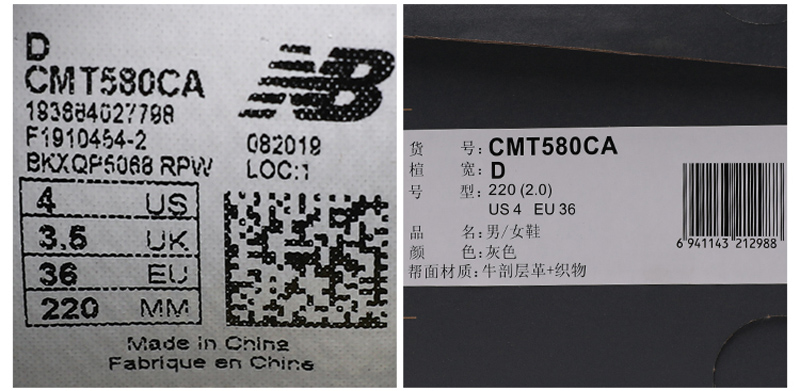 D
CMT580CA
193684027798
F1910454-2
BKXQP5068 RPW
NB
082019
LOC:1
4 US
3.5 UK
36 EU
220 MM
Made in China
Fabrique en Chine
货 号: CMT580CA
楦 宽: D
号 型: 220 (2.0)
US 4 EU 36
品 名: 男/女鞋
颜 色: 灰色
帮面材质: 牛剖层革+织物
6 941143 212988